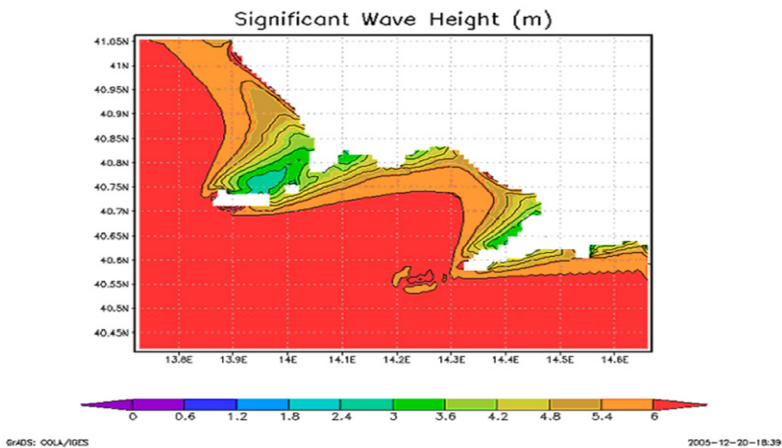 Significant Wave Height (m)
41.05N
41N
40.95N
40.9N
40.85N
40.8N
40.75N
40.7N
40.65N
40.6N
40.55N
40.5N
40.45N
13.8E 13.9E 14E 14.1E 14.2E 14.3E 14.4E 14.5E 14.6E
0 0.6 1.2 1.8 2.4 3 3.6 4.2 4.8 5.4 6
GrADS: COLA/IGES 2005-12-20-18:39